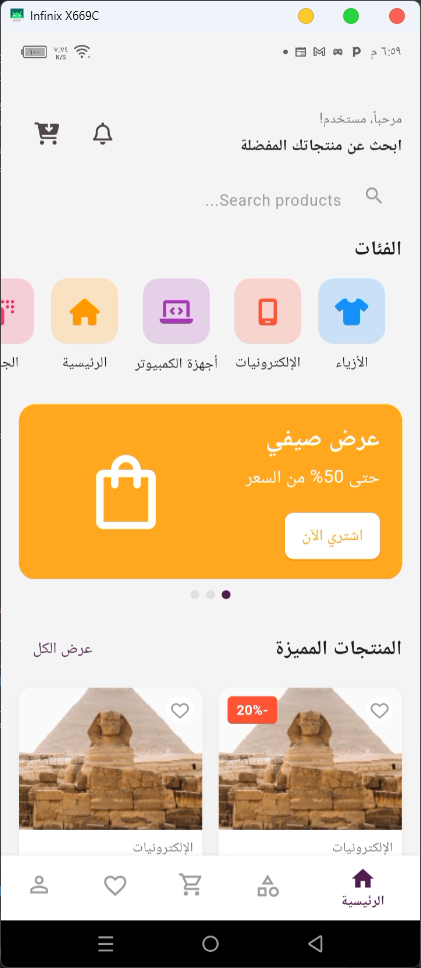 Infinix X669C
١٠٠
٧.٧٤
K/S
٦:٥٩ م
مرحباً، مستخدم!
ابحث عن منتجاتك المفضلة
Search products...
الفئات
الأزياء
الإلكترونيات
أجهزة الكمبيوتر
الرئيسية
الج
عرض صيفي
حتى 50% من السعر
اشتري الآن
المنتجات المميزة
عرض الكل
-20%
الإلكترونيات
الإلكترونيات
الرئيسية